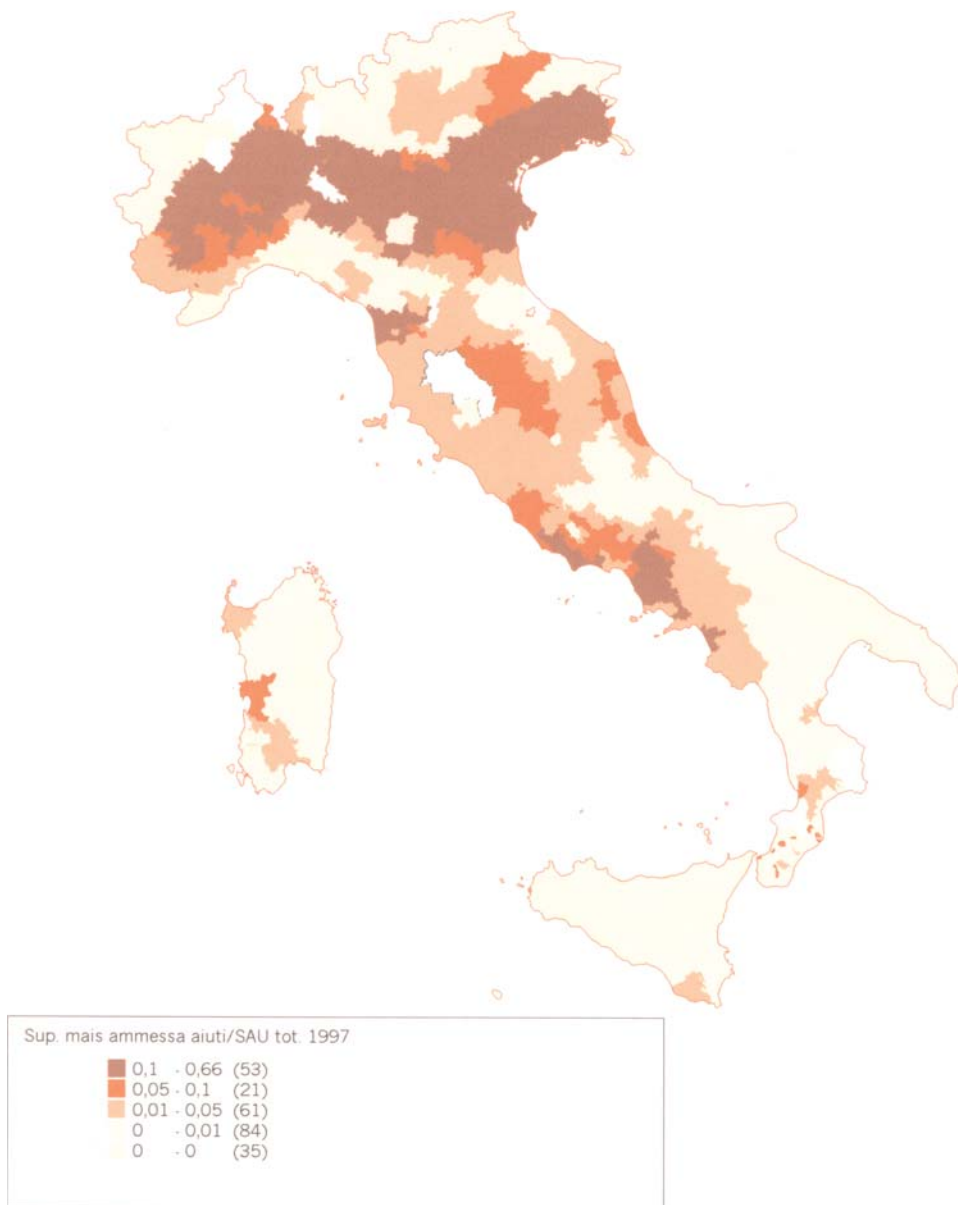 Sup. mais ammessa aiuti/SAU tot. 1997
0,1 - 0,66 (53)
0,05 - 0,1 (21)
0,01 - 0,05 (61)
0 - 0,01 (84)
0 - 0 (35)